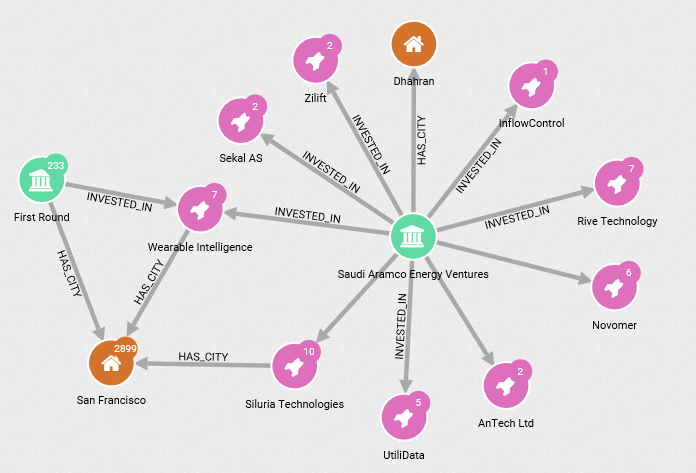 2
Zilift
Dhahran
1
InflowControl
2
Sekal AS
INVESTED_IN
HAS_CITY
INVESTED_IN
INVESTED_IN
233
First Round
INVESTED_IN
7
Wearable Intelligence
INVESTED_IN
7
Rive Technology
INVESTED_IN
Saudi Aramco Energy Ventures
6
Novomer
HAS_CITY
HAS_CITY
INVESTED_IN
2899
San Francisco
HAS_CITY
10
Siluria Technologies
2
AnTech Ltd
5
UtiliData